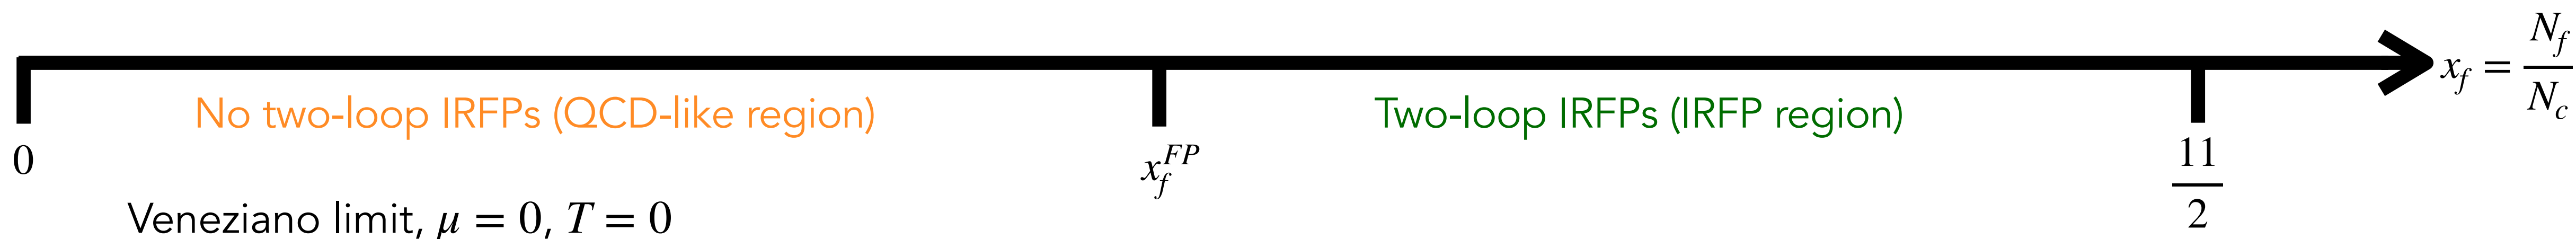 No two-loop IRFPs (QCD-like region) Two-loop IRFPs (IRFP region) x_f = N_f / N_c
0 x_f^{FP} 11/2
Veneziano limit, μ = 0, T = 0